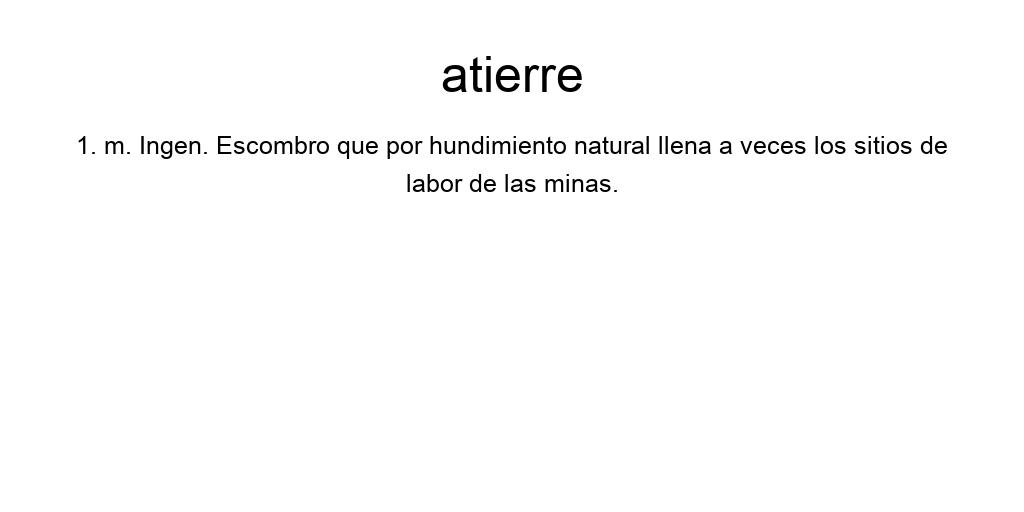 atierre
1. m. Ingen. Escombro que por hundimiento natural llena a veces los sitios de
labor de las minas.